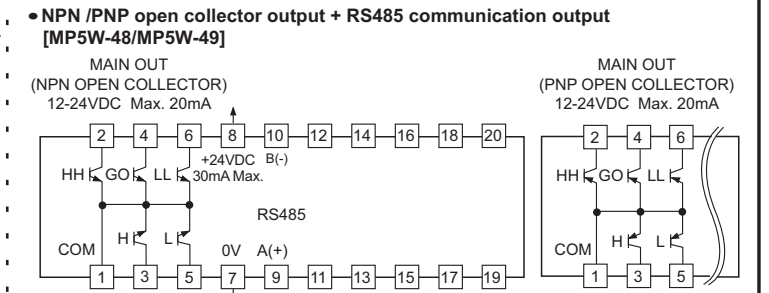 • NPN /PNP open collector output + RS485 communication output
[MP5W-48/MP5W-49]
MAIN OUT
(NPN OPEN COLLECTOR)
12-24VDC Max. 20mA
2 4 6 8 10 12 14 16 18 20
HH GO LL +24VDC B(-)
30mA Max.
RS485
H L
COM 0V A(+)
1 3 5 7 9 11 13 15 17 19
MAIN OUT
(PNP OPEN COLLECTOR)
12-24VDC Max. 20mA
2 4 6
HH GO LL
H L
COM
1 3 5